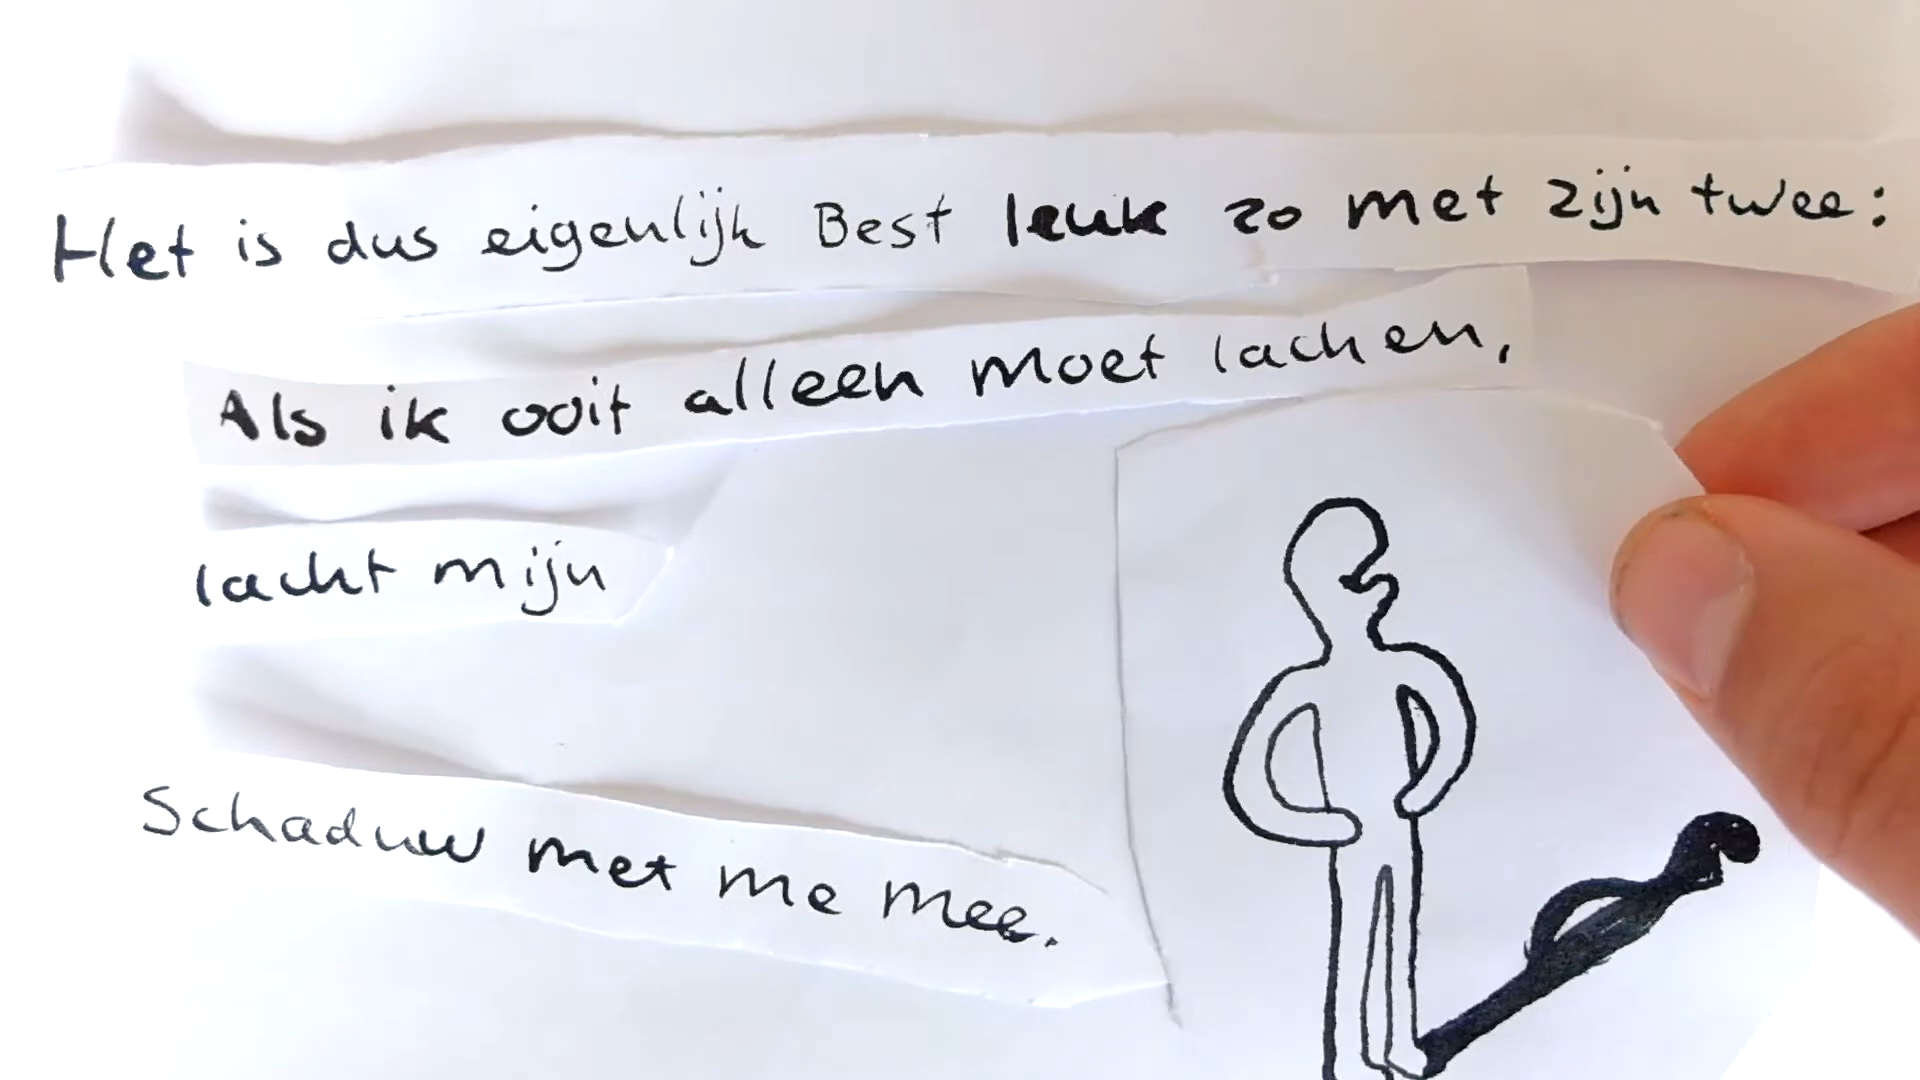 Het is dus eigenlijk Best leuk zo met zijn twee:
Als ik ooit alleen moet lachen,
lacht mijn
Schaduw met me mee.